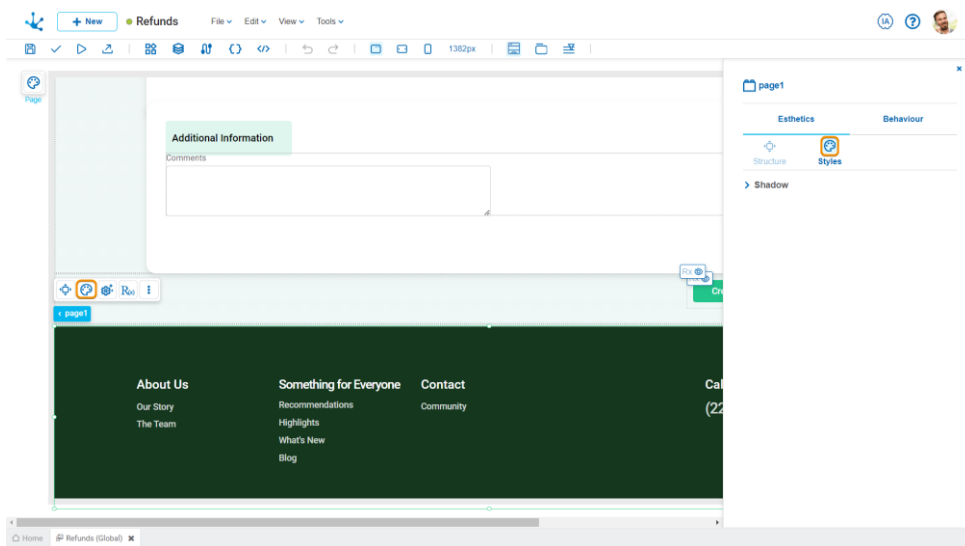 + New
Refunds
File
Edit
View
Tools
IA
?
1382px
Page
page1
Esthetics
Behaviour
Structure
Styles
Shadow
Additional Information
Comments
Rx
R(x)
Cre
< page1
About Us
Something for Everyone
Contact
Cal
Our Story
Recommendations
Community
(22
The Team
Highlights
What's New
Blog
Home
Refunds (Global)